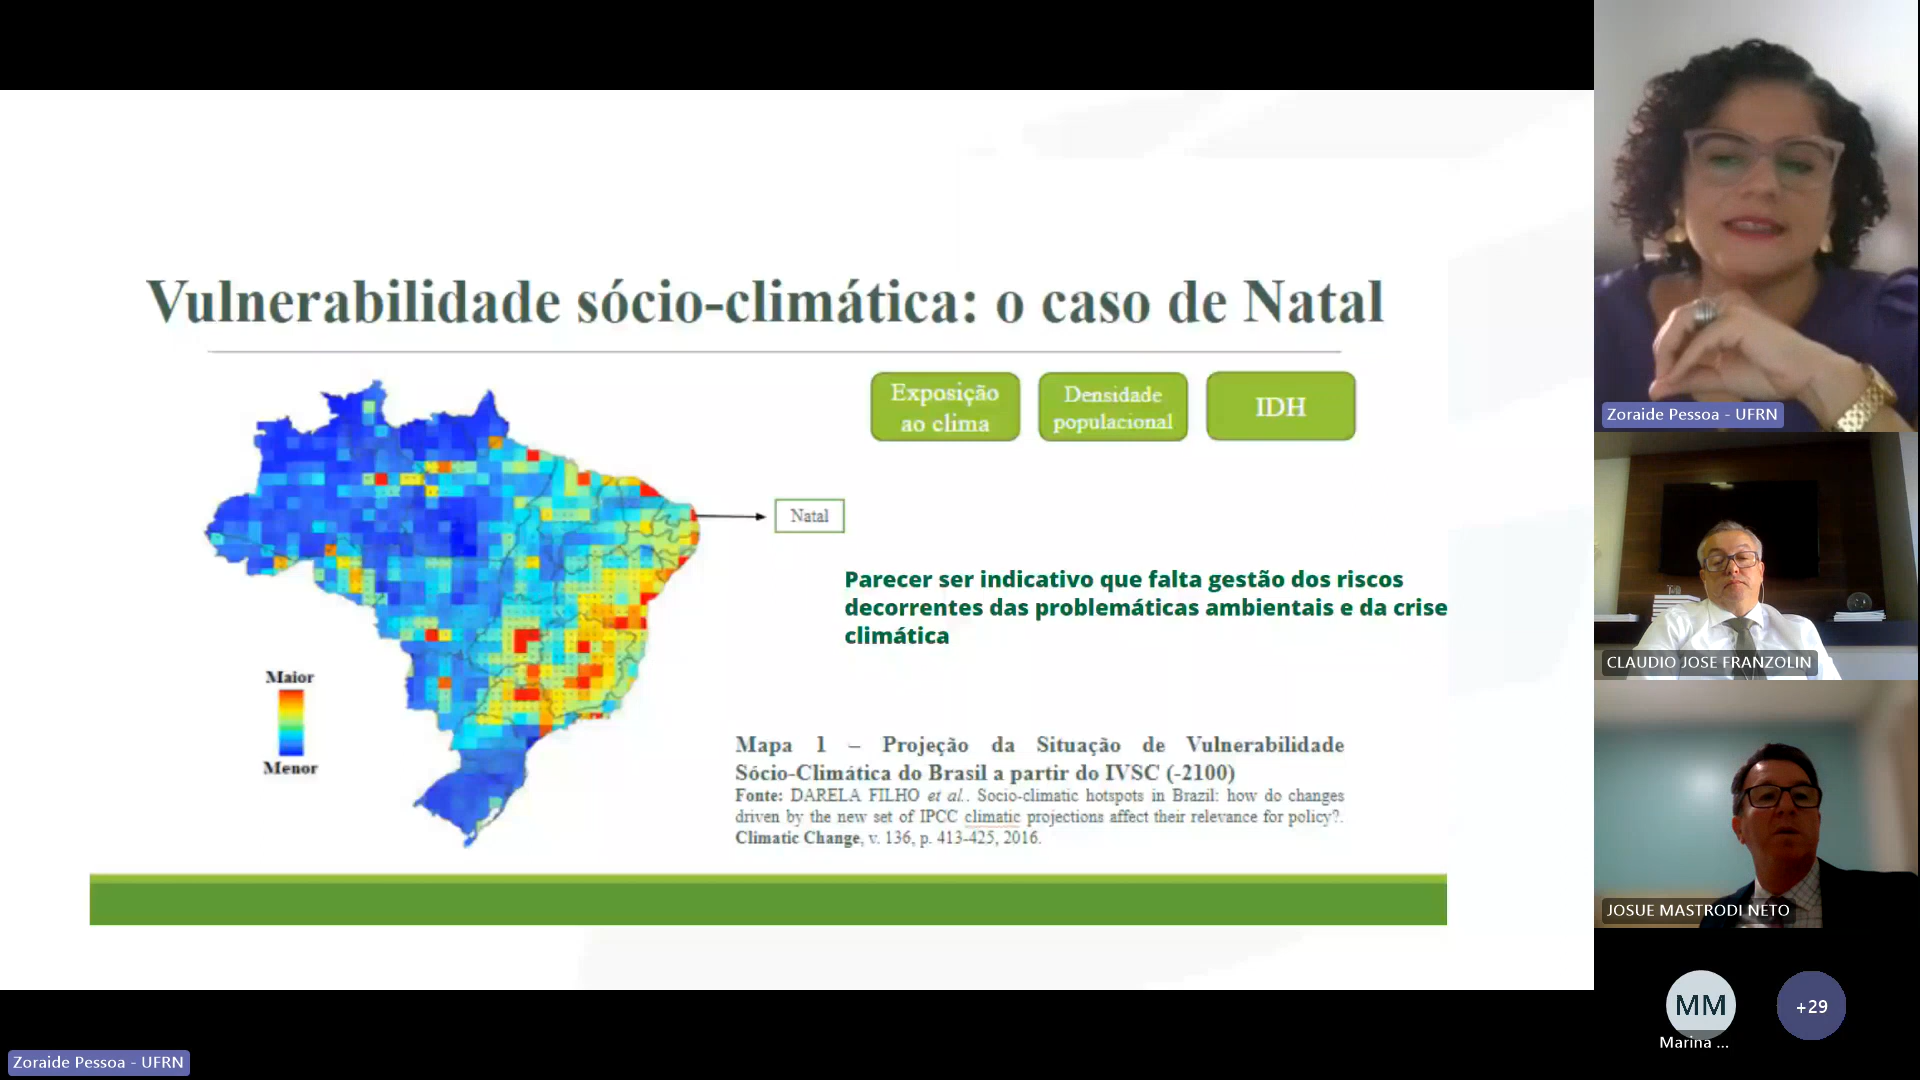 Vulnerabilidade sócio-climática: o caso de Natal
Exposição
ao clima
Densidade
populacional
IDH
Natal
Parecer ser indicativo que falta gestão dos riscos
decorrentes das problemáticas ambientais e da crise
climática
Maior
Menor
Mapa 1 – Projeção da Situação de Vulnerabilidade
Sócio-Climática do Brasil a partir do IVSC (-2100)
Fonte: DARELA FILHO et al.. Socio-climatic hotspots in Brazil: how do changes
driven by the new set of IPCC climatic projections affect their relevance for policy?.
Climatic Change, v. 136, p. 413-425, 2016.
Zoraide Pessoa - UFRN
CLAUDIO JOSE FRANZOLIN
JOSUE MASTRODI NETO
MM
+29
Marina ...
Zoraide Pessoa - UFRN